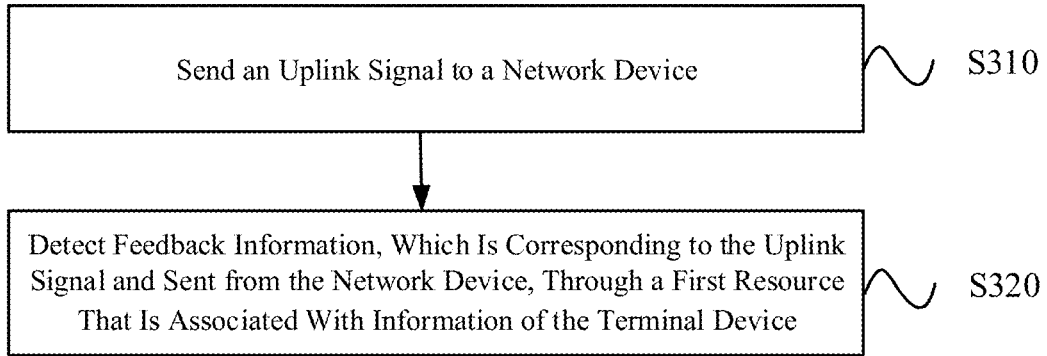 Send an Uplink Signal to a Network Device
S310
Detect Feedback Information, Which Is Corresponding to the Uplink
Signal and Sent from the Network Device, Through a First Resource
That Is Associated With Information of the Terminal Device
S320